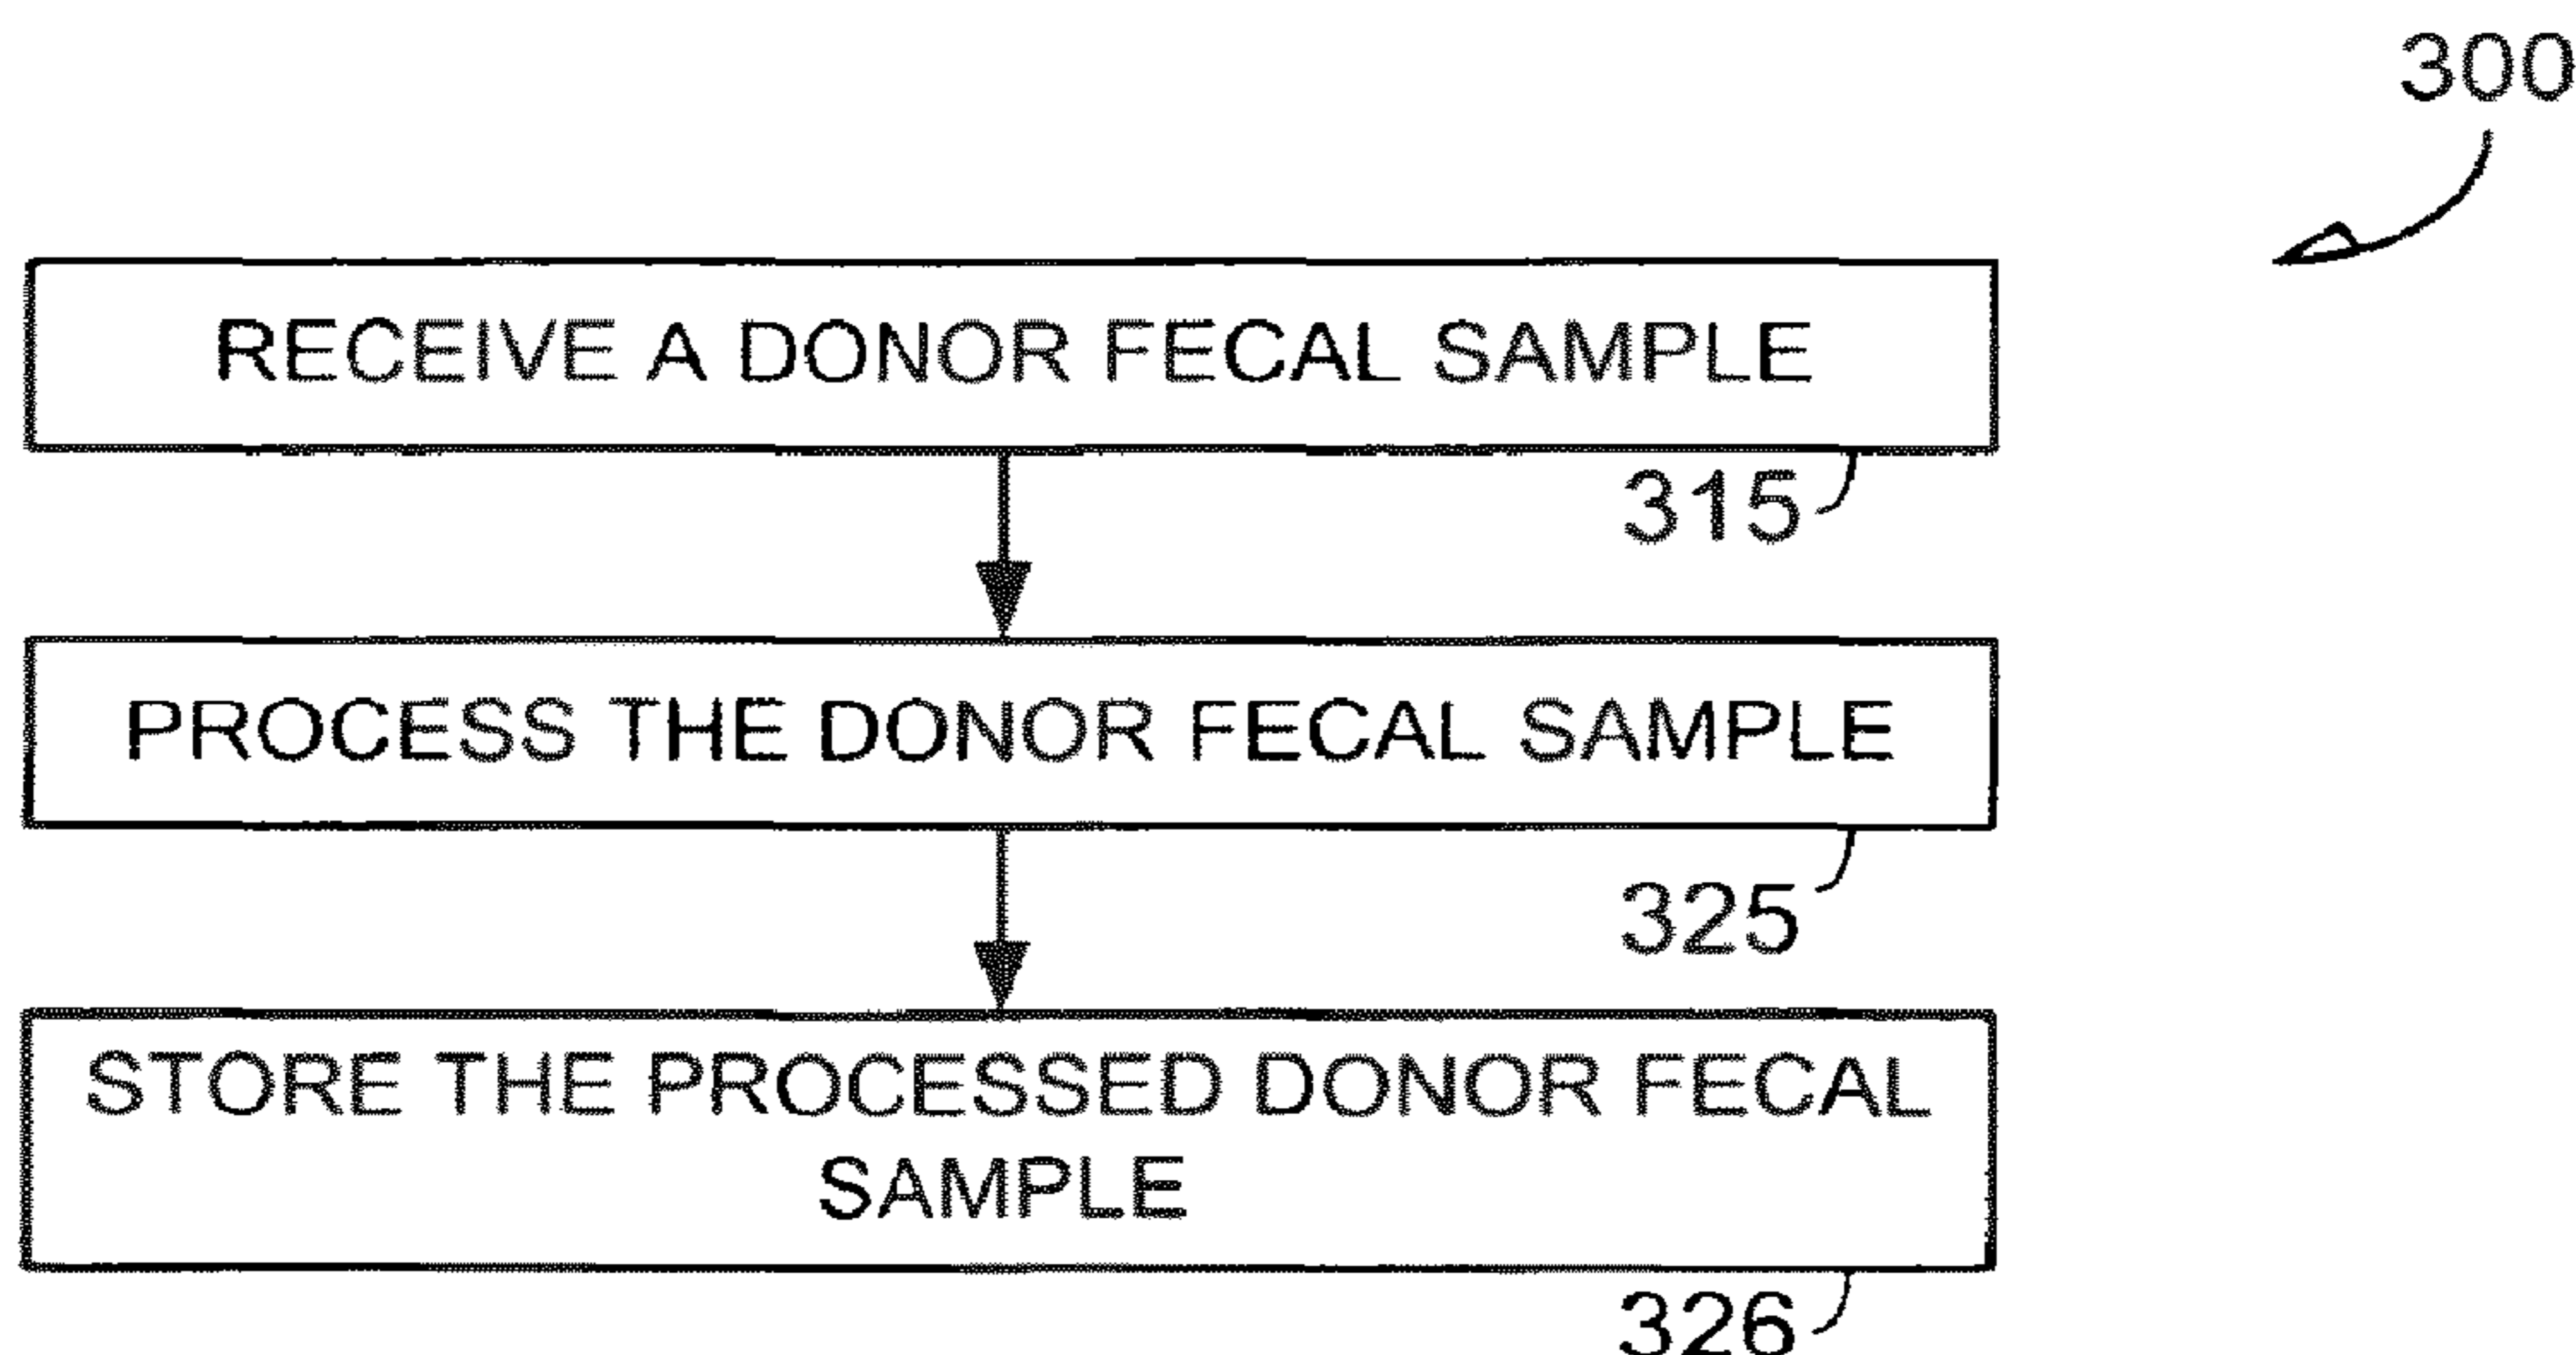 300
RECEIVE A DONOR FECAL SAMPLE
315
PROCESS THE DONOR FECAL SAMPLE
325
STORE THE PROCESSED DONOR FECAL
SAMPLE
326